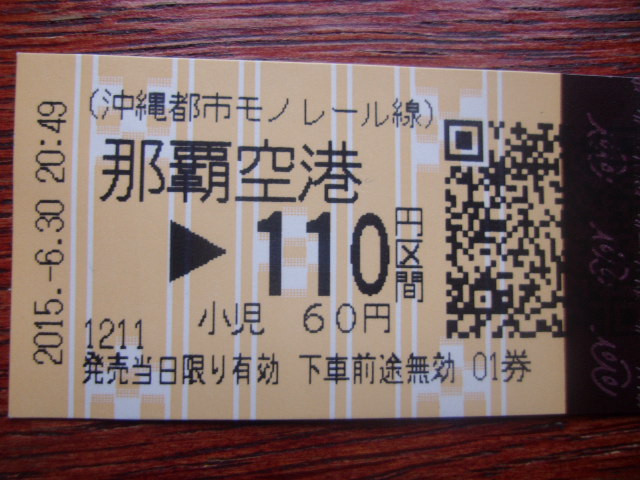 (沖縄都市モノレール線)
那覇空港
▶110円区間
小児 60円
1211
発売当日限り有効 下車前途無効 01券
2015.-6.30 20:49